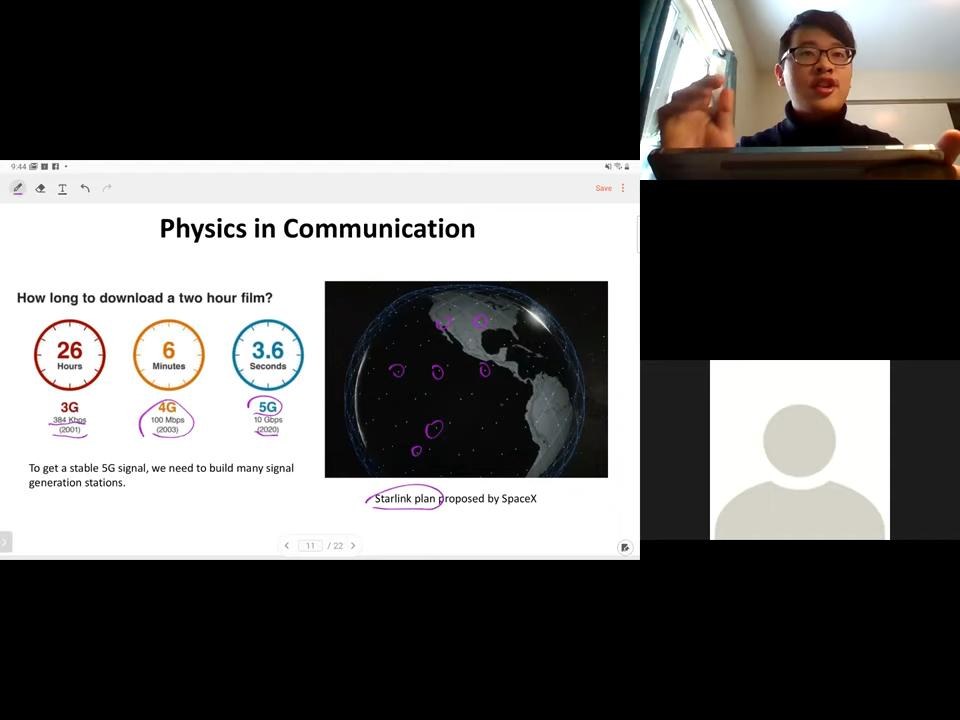 9:44
Save
Physics in Communication
How long to download a two hour film?
26
Hours
6
Minutes
3.6
Seconds
3G
384 Kbps
(2001)
4G
100 Mbps
(2003)
5G
10 Gbps
(2020)
To get a stable 5G signal, we need to build many signal
generation stations.
Starlink plan proposed by SpaceX
11 / 22